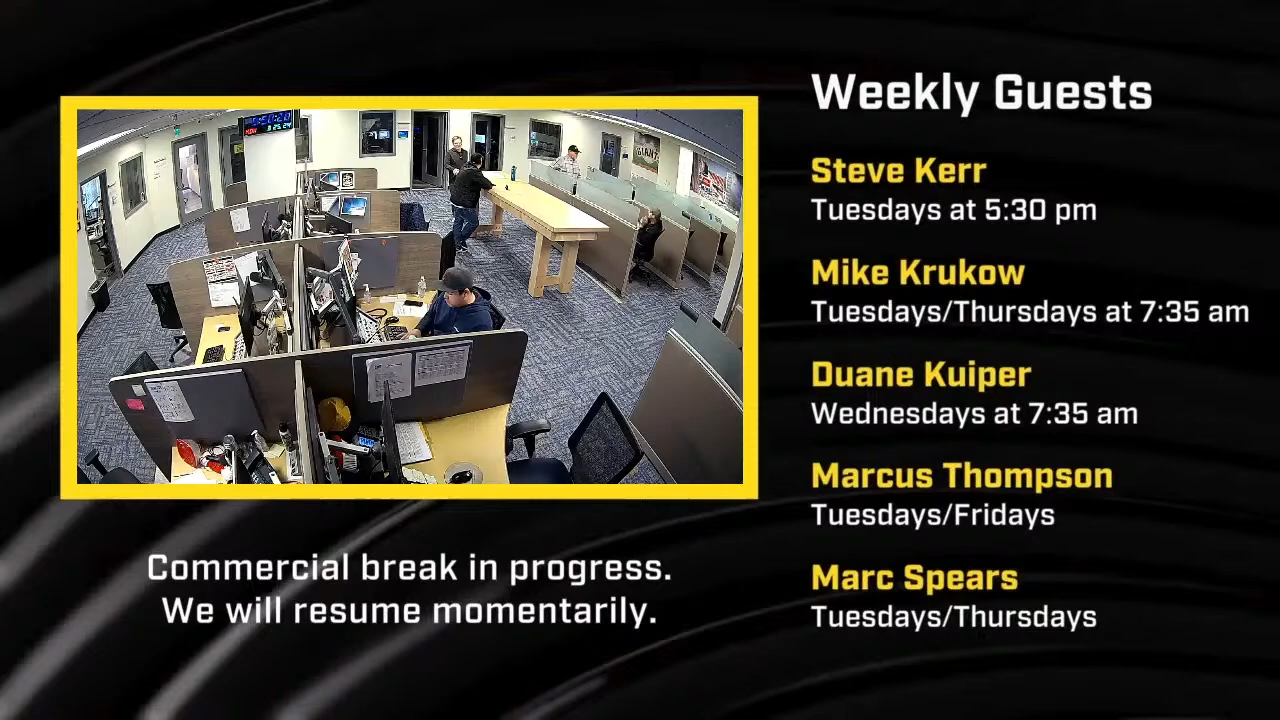 Weekly Guests
Steve Kerr
Tuesdays at 5:30 pm
Mike Krukow
Tuesdays/Thursdays at 7:35 am
Duane Kuiper
Wednesdays at 7:35 am
Marcus Thompson
Tuesdays/Fridays
Marc Spears
Tuesdays/Thursdays
Commercial break in progress.
We will resume momentarily.